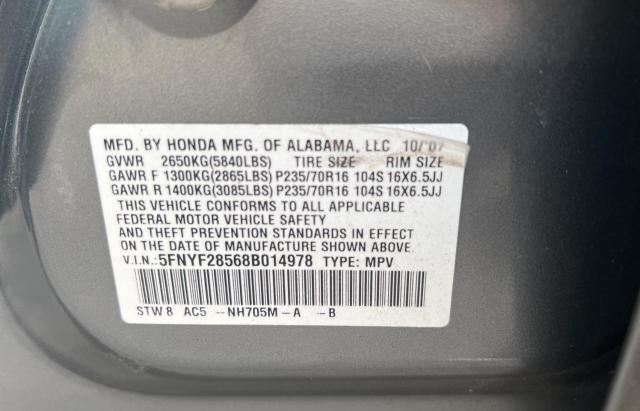 MFD. BY HONDA MFG. OF ALABAMA, LLC 10/07
GVWR 2650KG(5840LBS) TIRE SIZE RIM SIZE
GAWR F 1300KG(2865LBS) P235/70R16 104S 16X6.5JJ
GAWR R 1400KG(3085LBS) P235/70R16 104S 16X6.5JJ
THIS VEHICLE CONFORMS TO ALL APPLICABLE
FEDERAL MOTOR VEHICLE SAFETY
AND THEFT PREVENTION STANDARDS IN EFFECT
ON THE DATE OF MANUFACTURE SHOWN ABOVE.
V.I.N.: 5FNYF28568B014978 TYPE: MPV
STW8 AC5 --NH705M-A -B